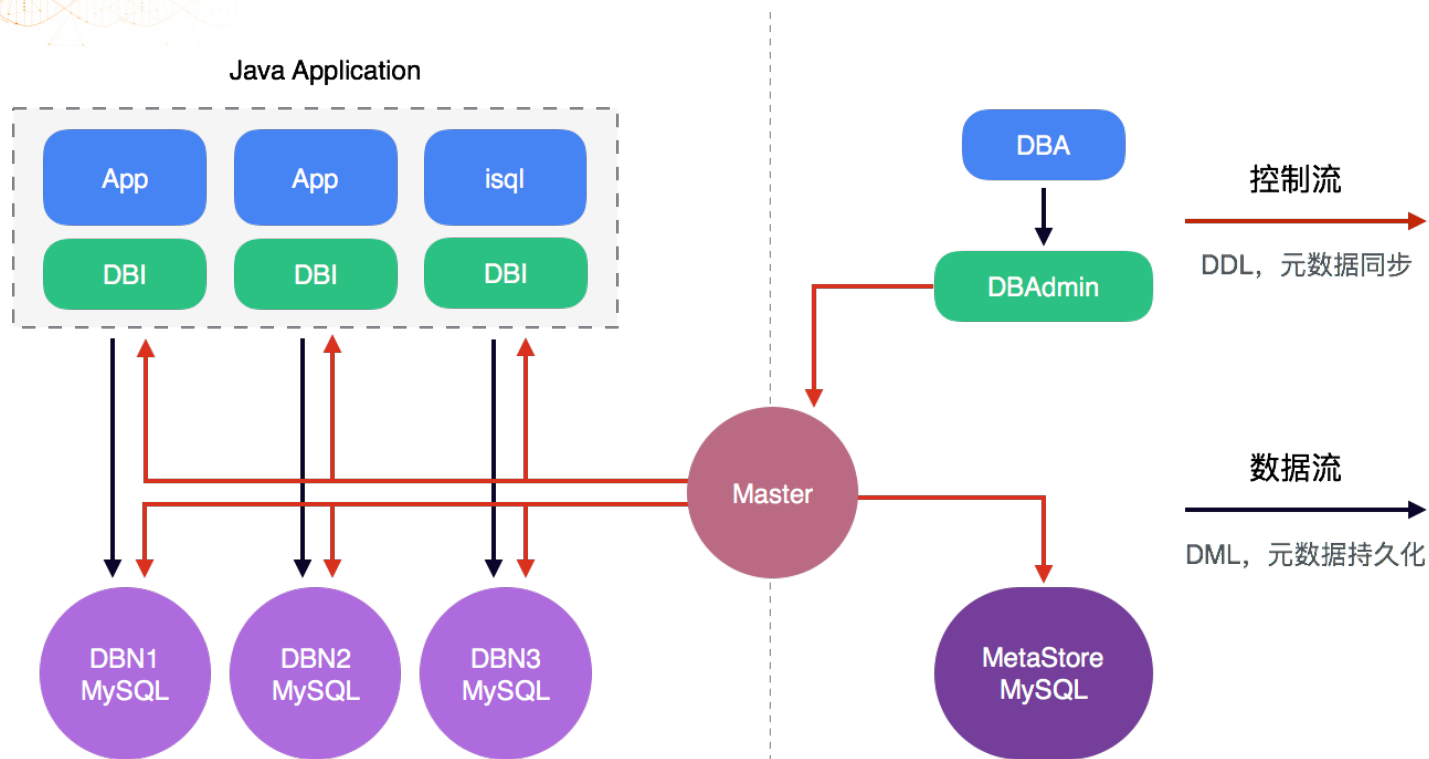 Java Application
App
App
isql
DBI
DBI
DBI
DBN1
MySQL
DBN2
MySQL
DBN3
MySQL
Master
DBA
DBAdmin
MetaStore
MySQL
控制流
DDL，元数据同步
数据流
DML，元数据持久化